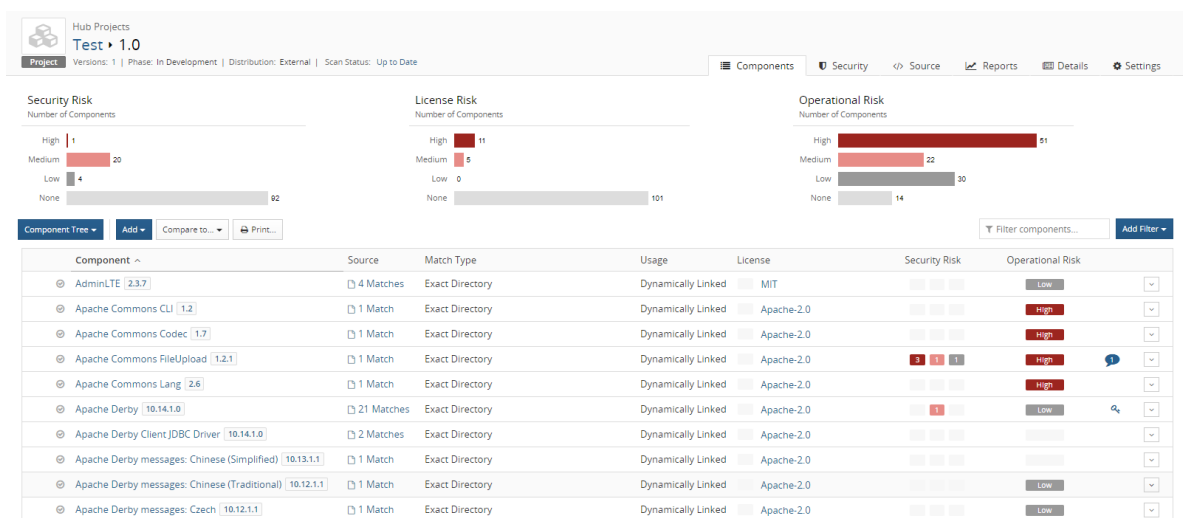 Hub Projects
Test ▸ 1.0
Project Versions: 1 | Phase: In Development | Distribution: External | Scan Status: Up to Date
Components Security </> Source Reports Details Settings
Security Risk
Number of Components
High 1
Medium 20
Low 4
None 92
License Risk
Number of Components
High 11
Medium 5
Low 0
None 101
Operational Risk
Number of Components
High 51
Medium 22
Low 30
None 14
Component Tree Add Compare to... Print... Filter components... Add Filter
Component Source Match Type Usage License Security Risk Operational Risk
AdminLTE 2.3.7 4 Matches Exact Directory Dynamically Linked MIT Low
Apache Commons CLI 1.2 1 Match Exact Directory Dynamically Linked Apache-2.0 High
Apache Commons Codec 1.7 1 Match Exact Directory Dynamically Linked Apache-2.0 High
Apache Commons FileUpload 1.2.1 1 Match Exact Directory Dynamically Linked Apache-2.0 3 1 1 High 1
Apache Commons Lang 2.6 1 Match Exact Directory Dynamically Linked Apache-2.0 High
Apache Derby 10.14.1.0 21 Matches Exact Directory Dynamically Linked Apache-2.0 1 Low
Apache Derby Client JDBC Driver 10.14.1.0 2 Matches Exact Directory Dynamically Linked Apache-2.0
Apache Derby messages: Chinese (Simplified) 10.13.1.1 1 Match Exact Directory Dynamically Linked Apache-2.0
Apache Derby messages: Chinese (Traditional) 10.12.1.1 1 Match Exact Directory Dynamically Linked Apache-2.0 Low
Apache Derby messages: Czech 10.12.1.1 1 Match Exact Directory Dynamically Linked Apache-2.0 Low